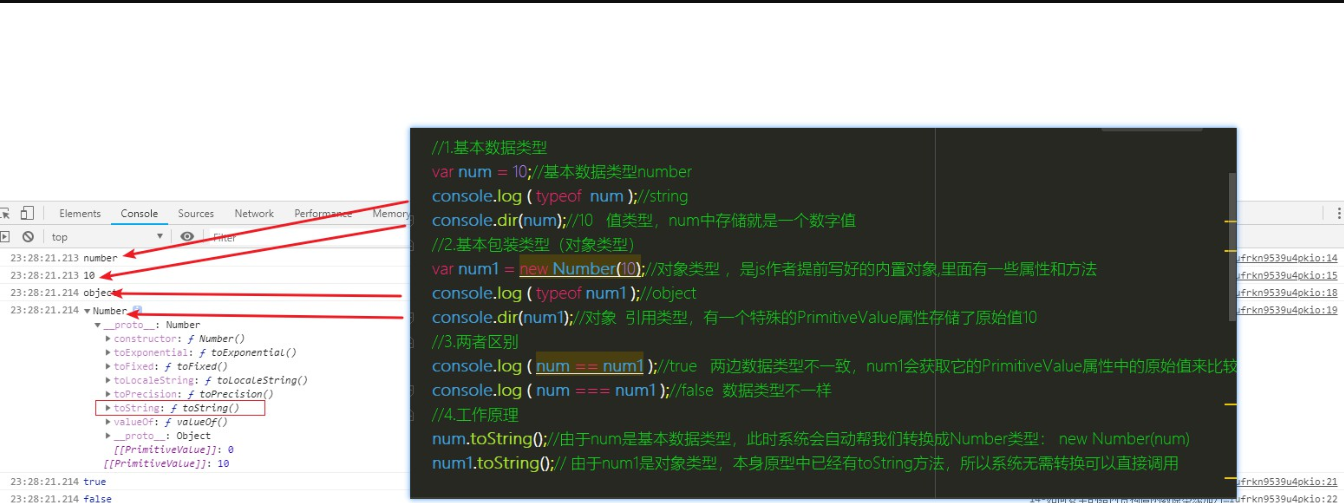 //1.基本数据类型
var num = 10;//基本数据类型number
console.log ( typeof num );//string
console.dir(num);//10 值类型，num中存储就是一个数字值
//2.基本包装类型（对象类型）
var num1 = new Number(10);//对象类型 ，是js作者提前写好的内置对象,里面有一些属性和方法
console.log ( typeof num1 );//object
console.dir(num1);//对象 引用类型，有一个特殊的PrimitiveValue属性存储了原始值10
//3.两者区别
console.log ( num == num1 );//true 两边数据类型不一致，num1会获取它的PrimitiveValue属性中的原始值来比较
console.log ( num === num1 );//false 数据类型不一样
//4.工作原理
num.toString();//由于num是基本数据类型，此时系统会自动帮我们转换成Number类型： new Number(num)
num1.toString();// 由于num1是对象类型，本身原型中已经有toString方法，所以系统无需转换可以直接调用
Elements Console Sources Network Performance Memory
top Filter
23:28:21.213 number ufrkn9539u4pkio:14
23:28:21.213 10 ufrkn9539u4pkio:15
23:28:21.214 object ufrkn9539u4pkio:18
23:28:21.214 ▼Number ufrkn9539u4pkio:19
▼__proto__: Number
▶constructor: ƒ Number()
▶toExponential: ƒ toExponential()
▶toFixed: ƒ toFixed()
▶toLocaleString: ƒ toLocaleString()
▶toPrecision: ƒ toPrecision()
▶toString: ƒ toString()
▶valueOf: ƒ valueOf()
▶__proto__: Object
[[PrimitiveValue]]: 0
[[PrimitiveValue]]: 10
23:28:21.214 true ufrkn9539u4pkio:21
23:28:21.214 false ufrkn9539u4pkio:22